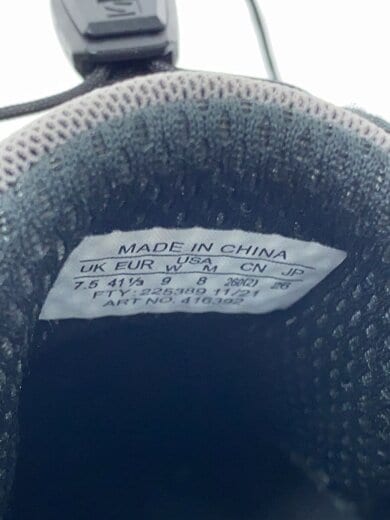 MADE IN CHINA
USA
UK EUR W M CN JP
7.5 41⅓ 9 8 260(2) 26
FTY: 225389 11/21
ART NO. 416392